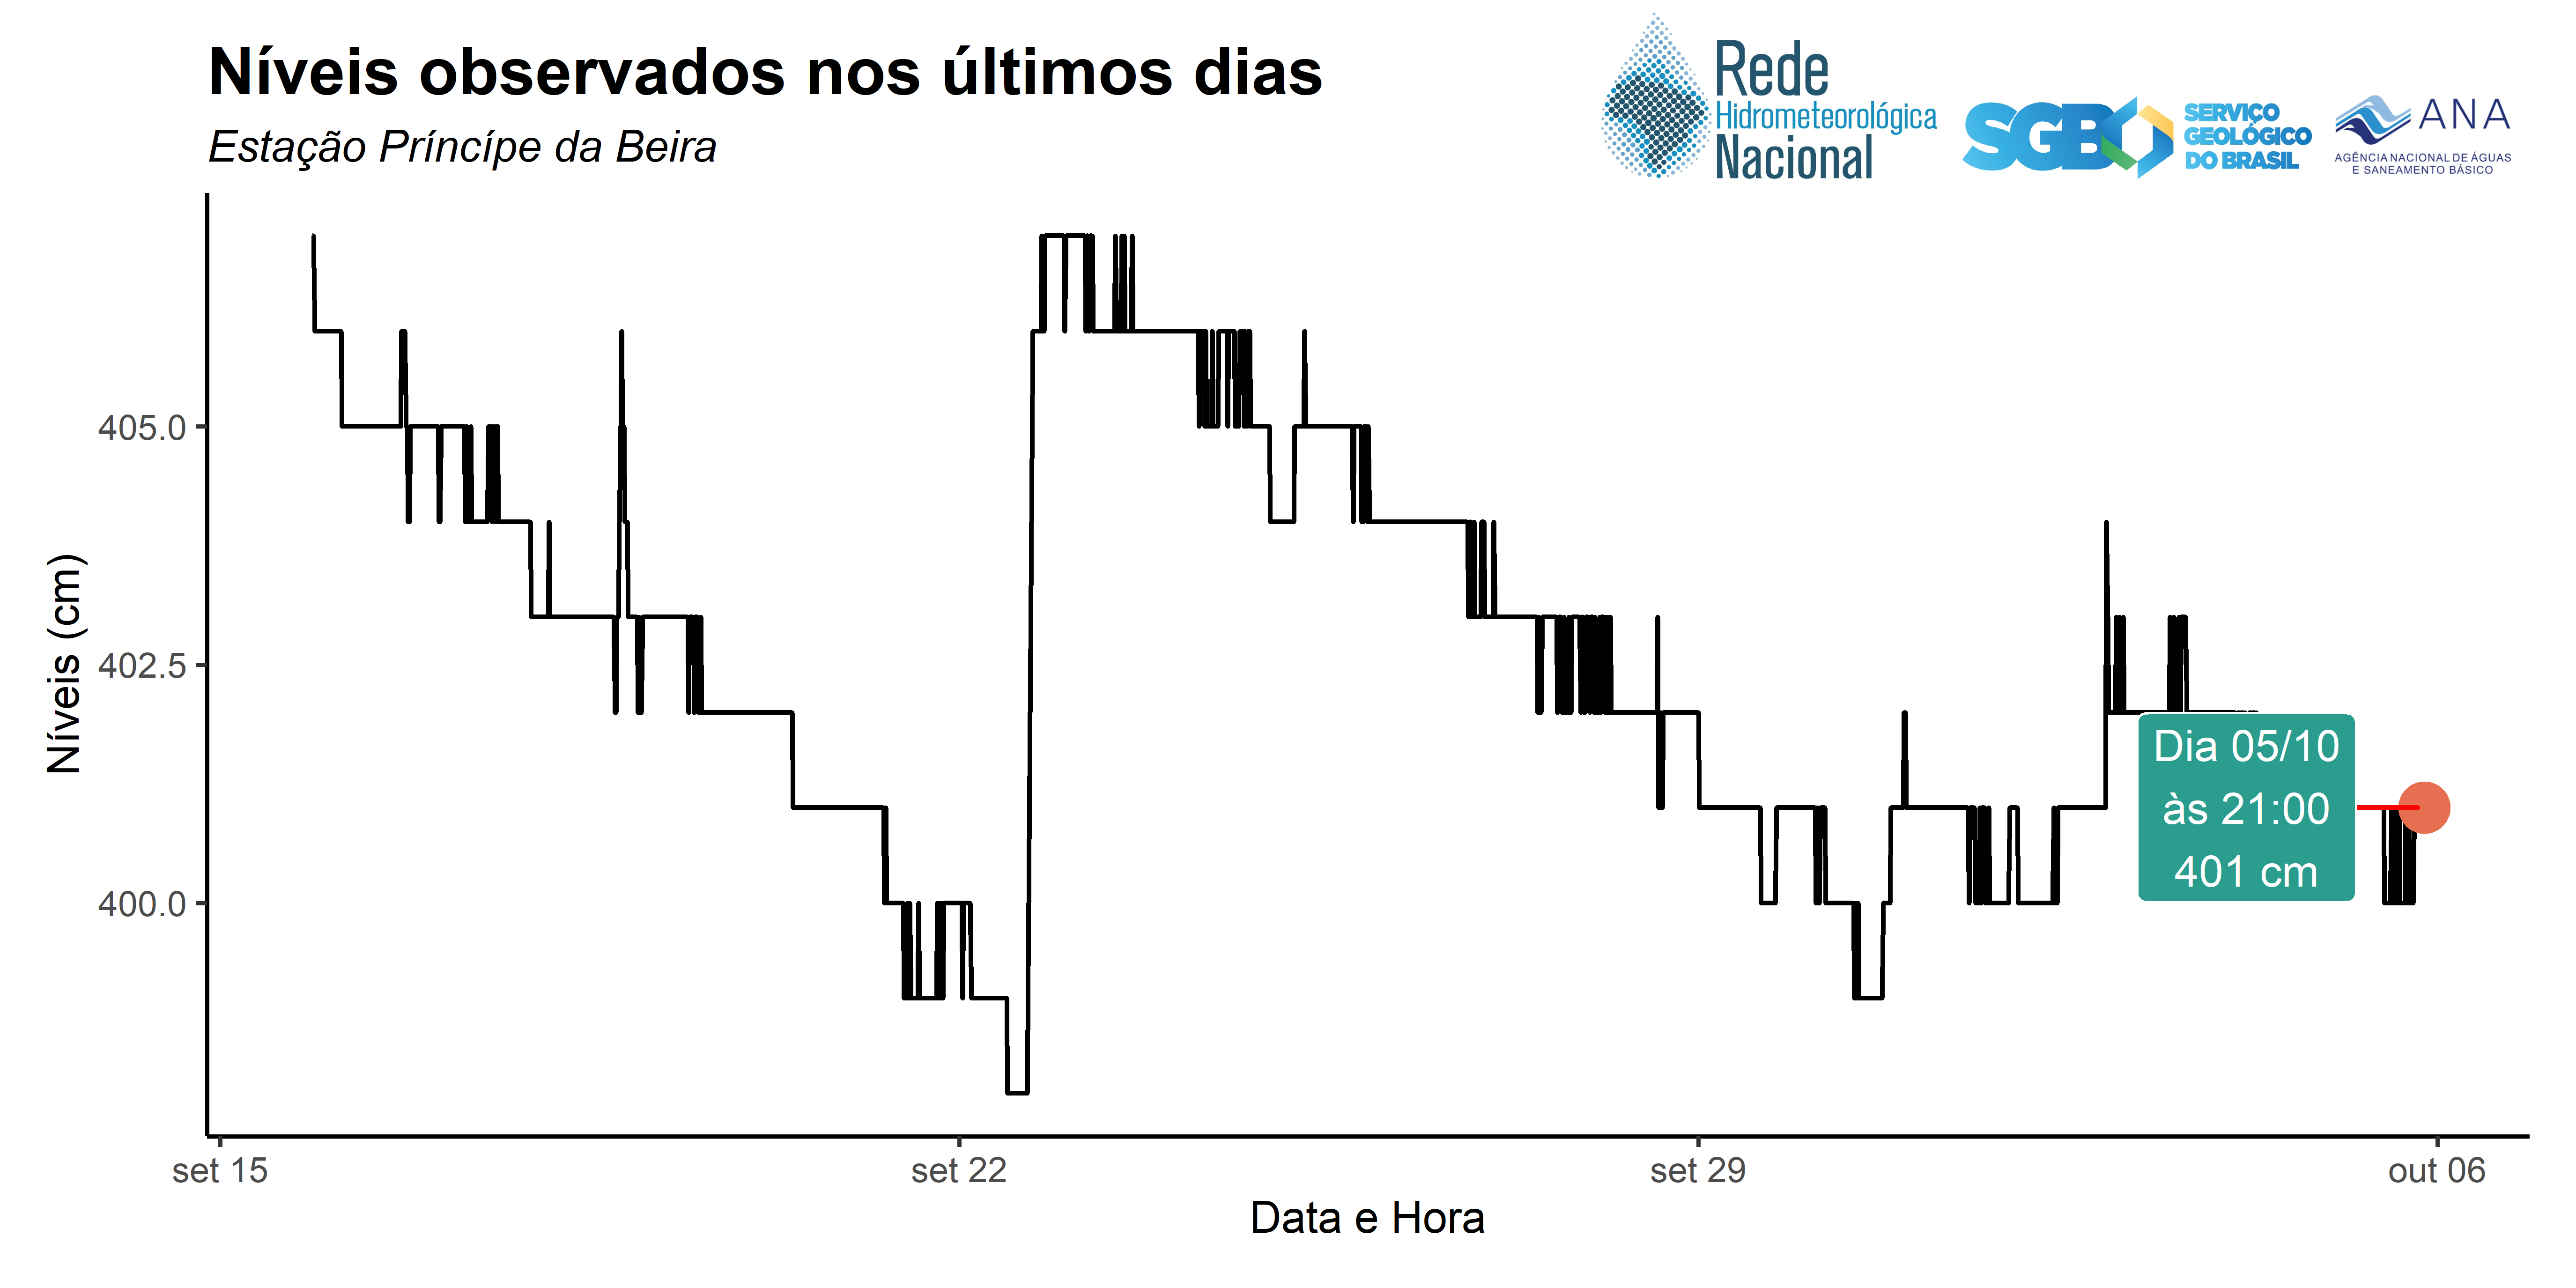 Níveis observados nos últimos dias
Estação Príncípe da Beira
Rede
Hidrometeorológica
Nacional
SGB
SERVIÇO
GEOLÓGICO
DO BRASIL
ANA
AGÊNCIA NACIONAL DE ÁGUAS
E SANEAMENTO BÁSICO
Níveis (cm)
405.0
402.5
400.0
Dia 05/10
às 21:00
401 cm
set 15
set 22
set 29
out 06
Data e Hora